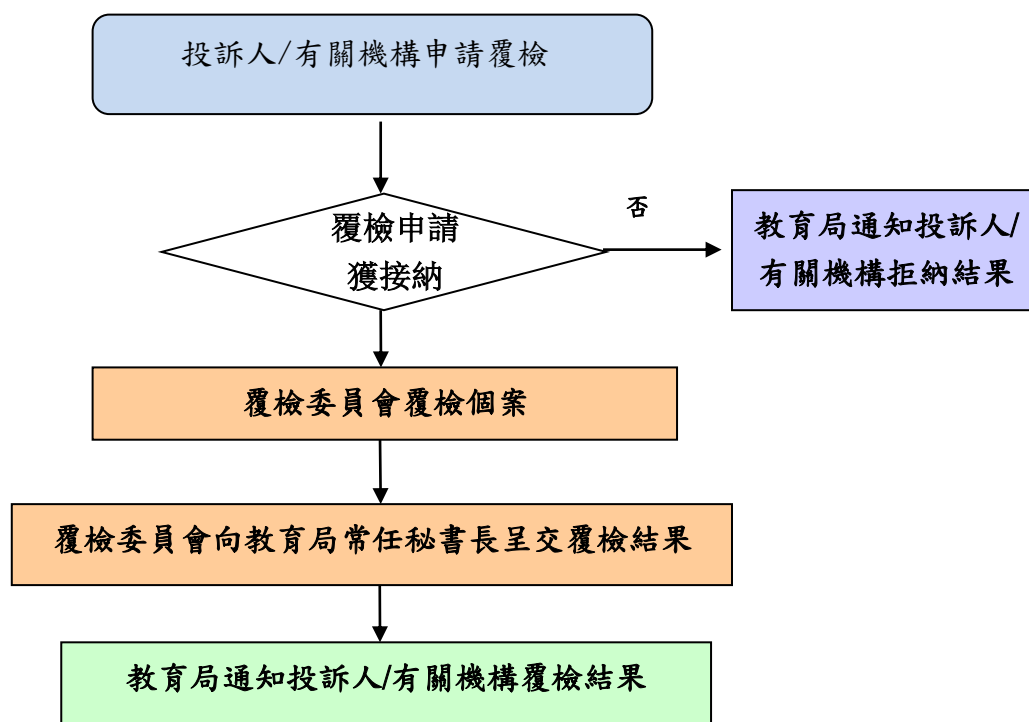 投訴人/有關機構申請覆檢
覆檢申請
獲接納
否
教育局通知投訴人/
有關機構拒納結果
覆檢委員會覆檢個案
覆檢委員會向教育局常任秘書長呈交覆檢結果
教育局通知投訴人/有關機構覆檢結果